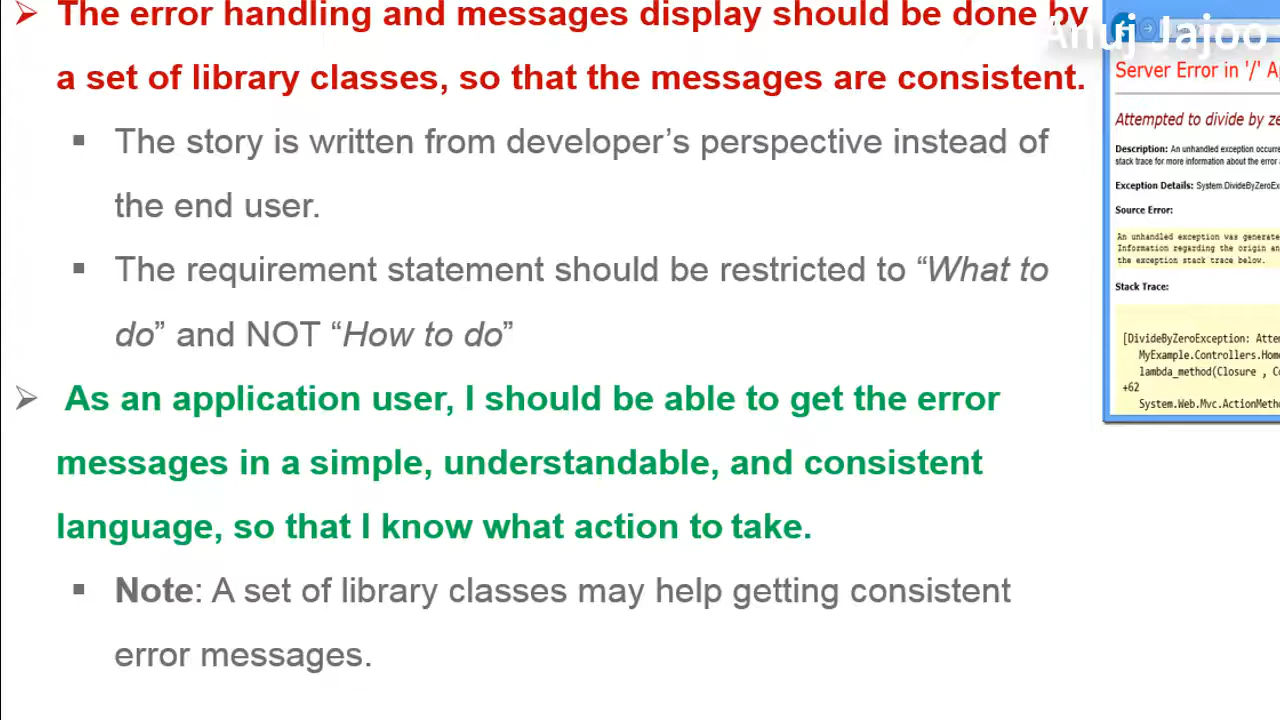 The error handling and messages display should be done by
a set of library classes, so that the messages are consistent.
The story is written from developer’s perspective instead of
the end user.
The requirement statement should be restricted to “What to
do” and NOT “How to do”
As an application user, I should be able to get the error
messages in a simple, understandable, and consistent
language, so that I know what action to take.
Note: A set of library classes may help getting consistent
error messages.
Anuj Jajoo
Server Error in '/' Ap
Attempted to divide by ze
Description: An unhandled exception occurre
stack trace for more information about the error
Exception Details: System.DivideByZeroEx
Source Error:
An unhandled exception was generate
Information regarding the origin an
the exception stack trace below.
Stack Trace:
[DivideByZeroException: Atte
MyExample.Controllers.Home
lambda_method(Closure , Co
+62
System.Web.Mvc.ActionMeth